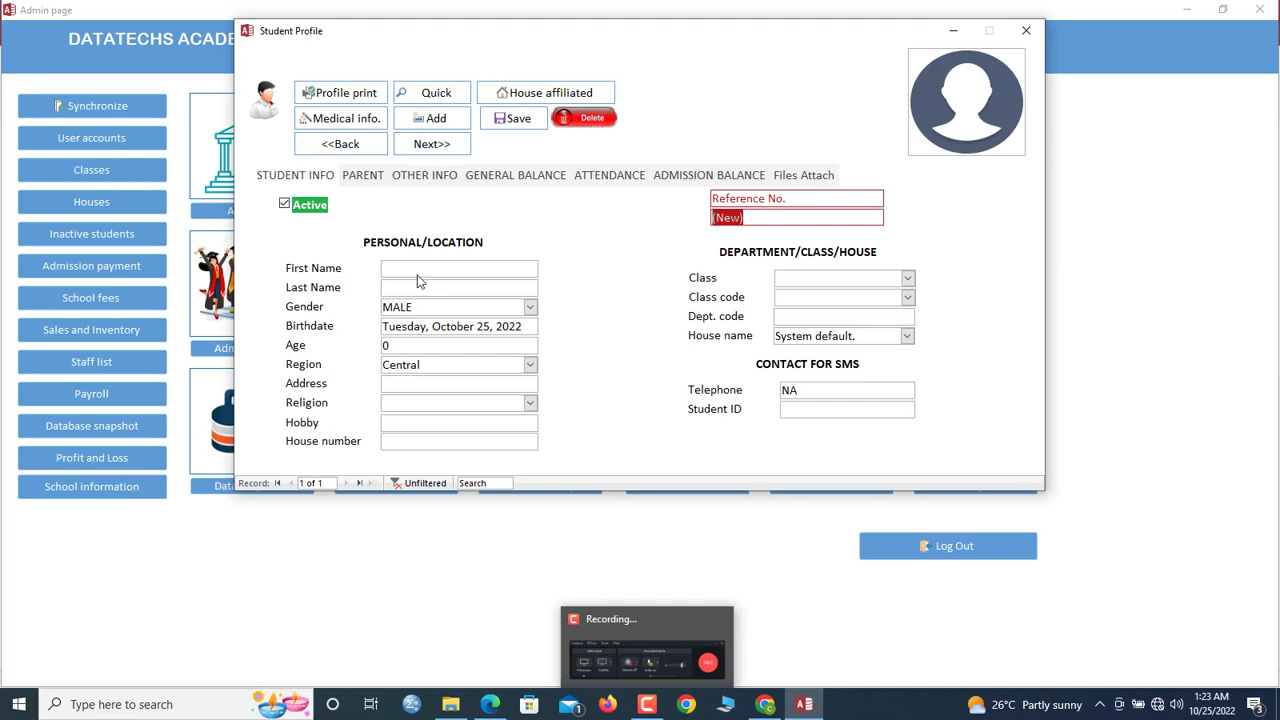 Admin page
DATATECHS ACADE
Student Profile
Profile print
Quick
House affiliated
Medical info.
Add
Save
Delete
<<Back
Next>>
STUDENT INFO
PARENT
OTHER INFO
GENERAL BALANCE
ATTENDANCE
ADMISSION BALANCE
Files Attach
Active
Reference No.
(New)
PERSONAL/LOCATION
First Name
Last Name
Gender MALE
Birthdate Tuesday, October 25, 2022
Age 0
Region Central
Address
Religion
Hobby
House number
DEPARTMENT/CLASS/HOUSE
Class
Class code
Dept. code
House name System default.
CONTACT FOR SMS
Telephone NA
Student ID
Record: 1 of 1 Unfiltered Search
Synchronize
User accounts
Classes
Houses
Inactive students
Admission payment
School fees
Sales and Inventory
Staff list
Payroll
Database snapshot
Profit and Loss
School information
A
Adm
Data
Log Out
Recording...
Type here to search
26°C Partly sunny
1:23 AM
10/25/2022